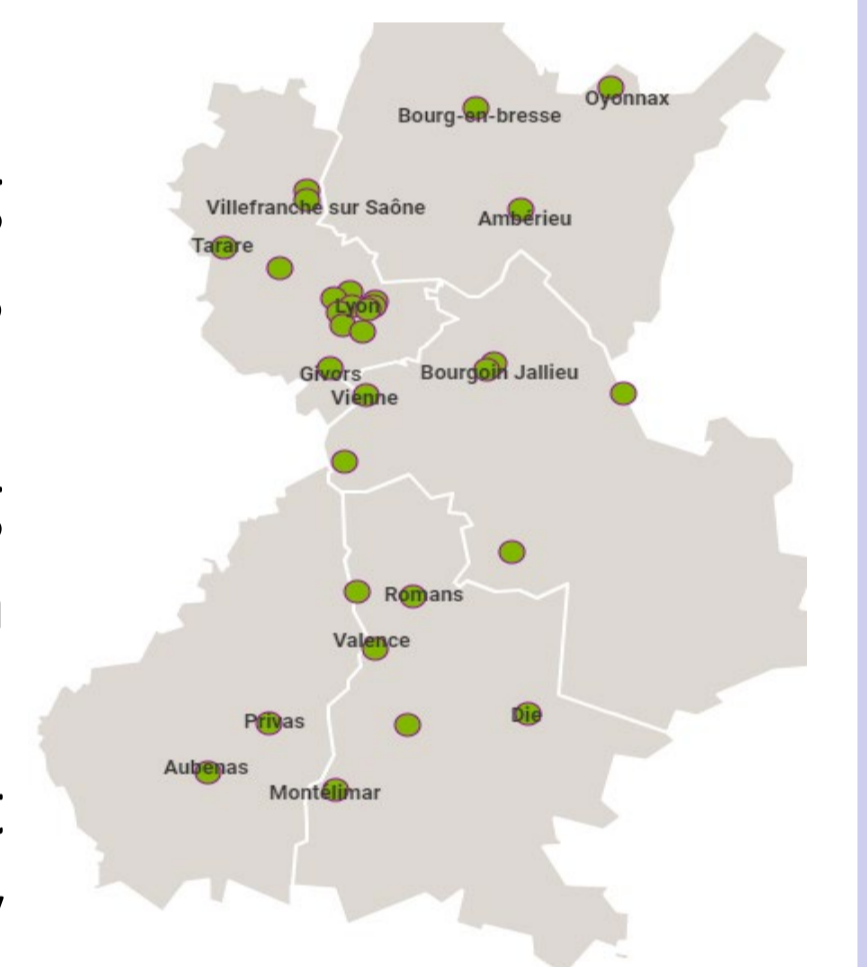 Oyonnax
Bourg-en-bresse
Villefranche sur Saône
Ambérieu
Tarare
Lyon
Givors
Bourgoin Jallieu
Vienne
Romans
Valence
Privas
Die
Aubenas
Montélimar